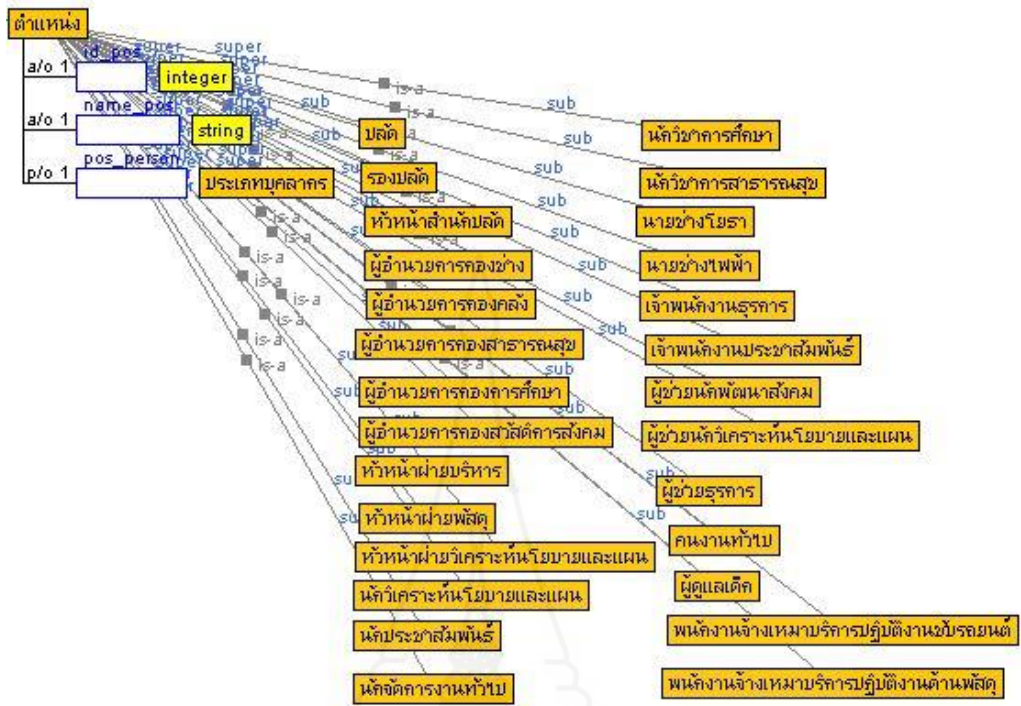 ตำแหน่ง
a/o 1 id_pos integer
a/o 1 name_pos string
p/o 1 pos_person ประเภทบุคลากร
super
super
is-a
sub
ปลัด
รองปลัด
หัวหน้าสำนักปลัด
ผู้อำนวยการกองช่าง
ผู้อำนวยการกองคลัง
ผู้อำนวยการกองสาธารณสุข
ผู้อำนวยการกองการศึกษา
ผู้อำนวยการกองสวัสดิการสังคม
หัวหน้าฝ่ายบริหาร
หัวหน้าฝ่ายพัสดุ
หัวหน้าฝ่ายวิเคราะห์นโยบายและแผน
นักวิเคราะห์นโยบายและแผน
นักประชาสัมพันธ์
นักจัดการงานทั่วไป
นักวิชาการศึกษา
นักวิชาการสาธารณสุข
นายช่างโยธา
นายช่างไฟฟ้า
เจ้าพนักงานธุรการ
เจ้าพนักงานประชาสัมพันธ์
ผู้ช่วยนักพัฒนาสังคม
ผู้ช่วยนักวิเคราะห์นโยบายและแผน
ผู้ช่วยธุรการ
คนงานทั่วไป
ผู้ดูแลเด็ก
พนักงานจ้างเหมาบริการปฏิบัติงานขับรถยนต์
พนักงานจ้างเหมาบริการปฏิบัติงานด้านพัสดุ